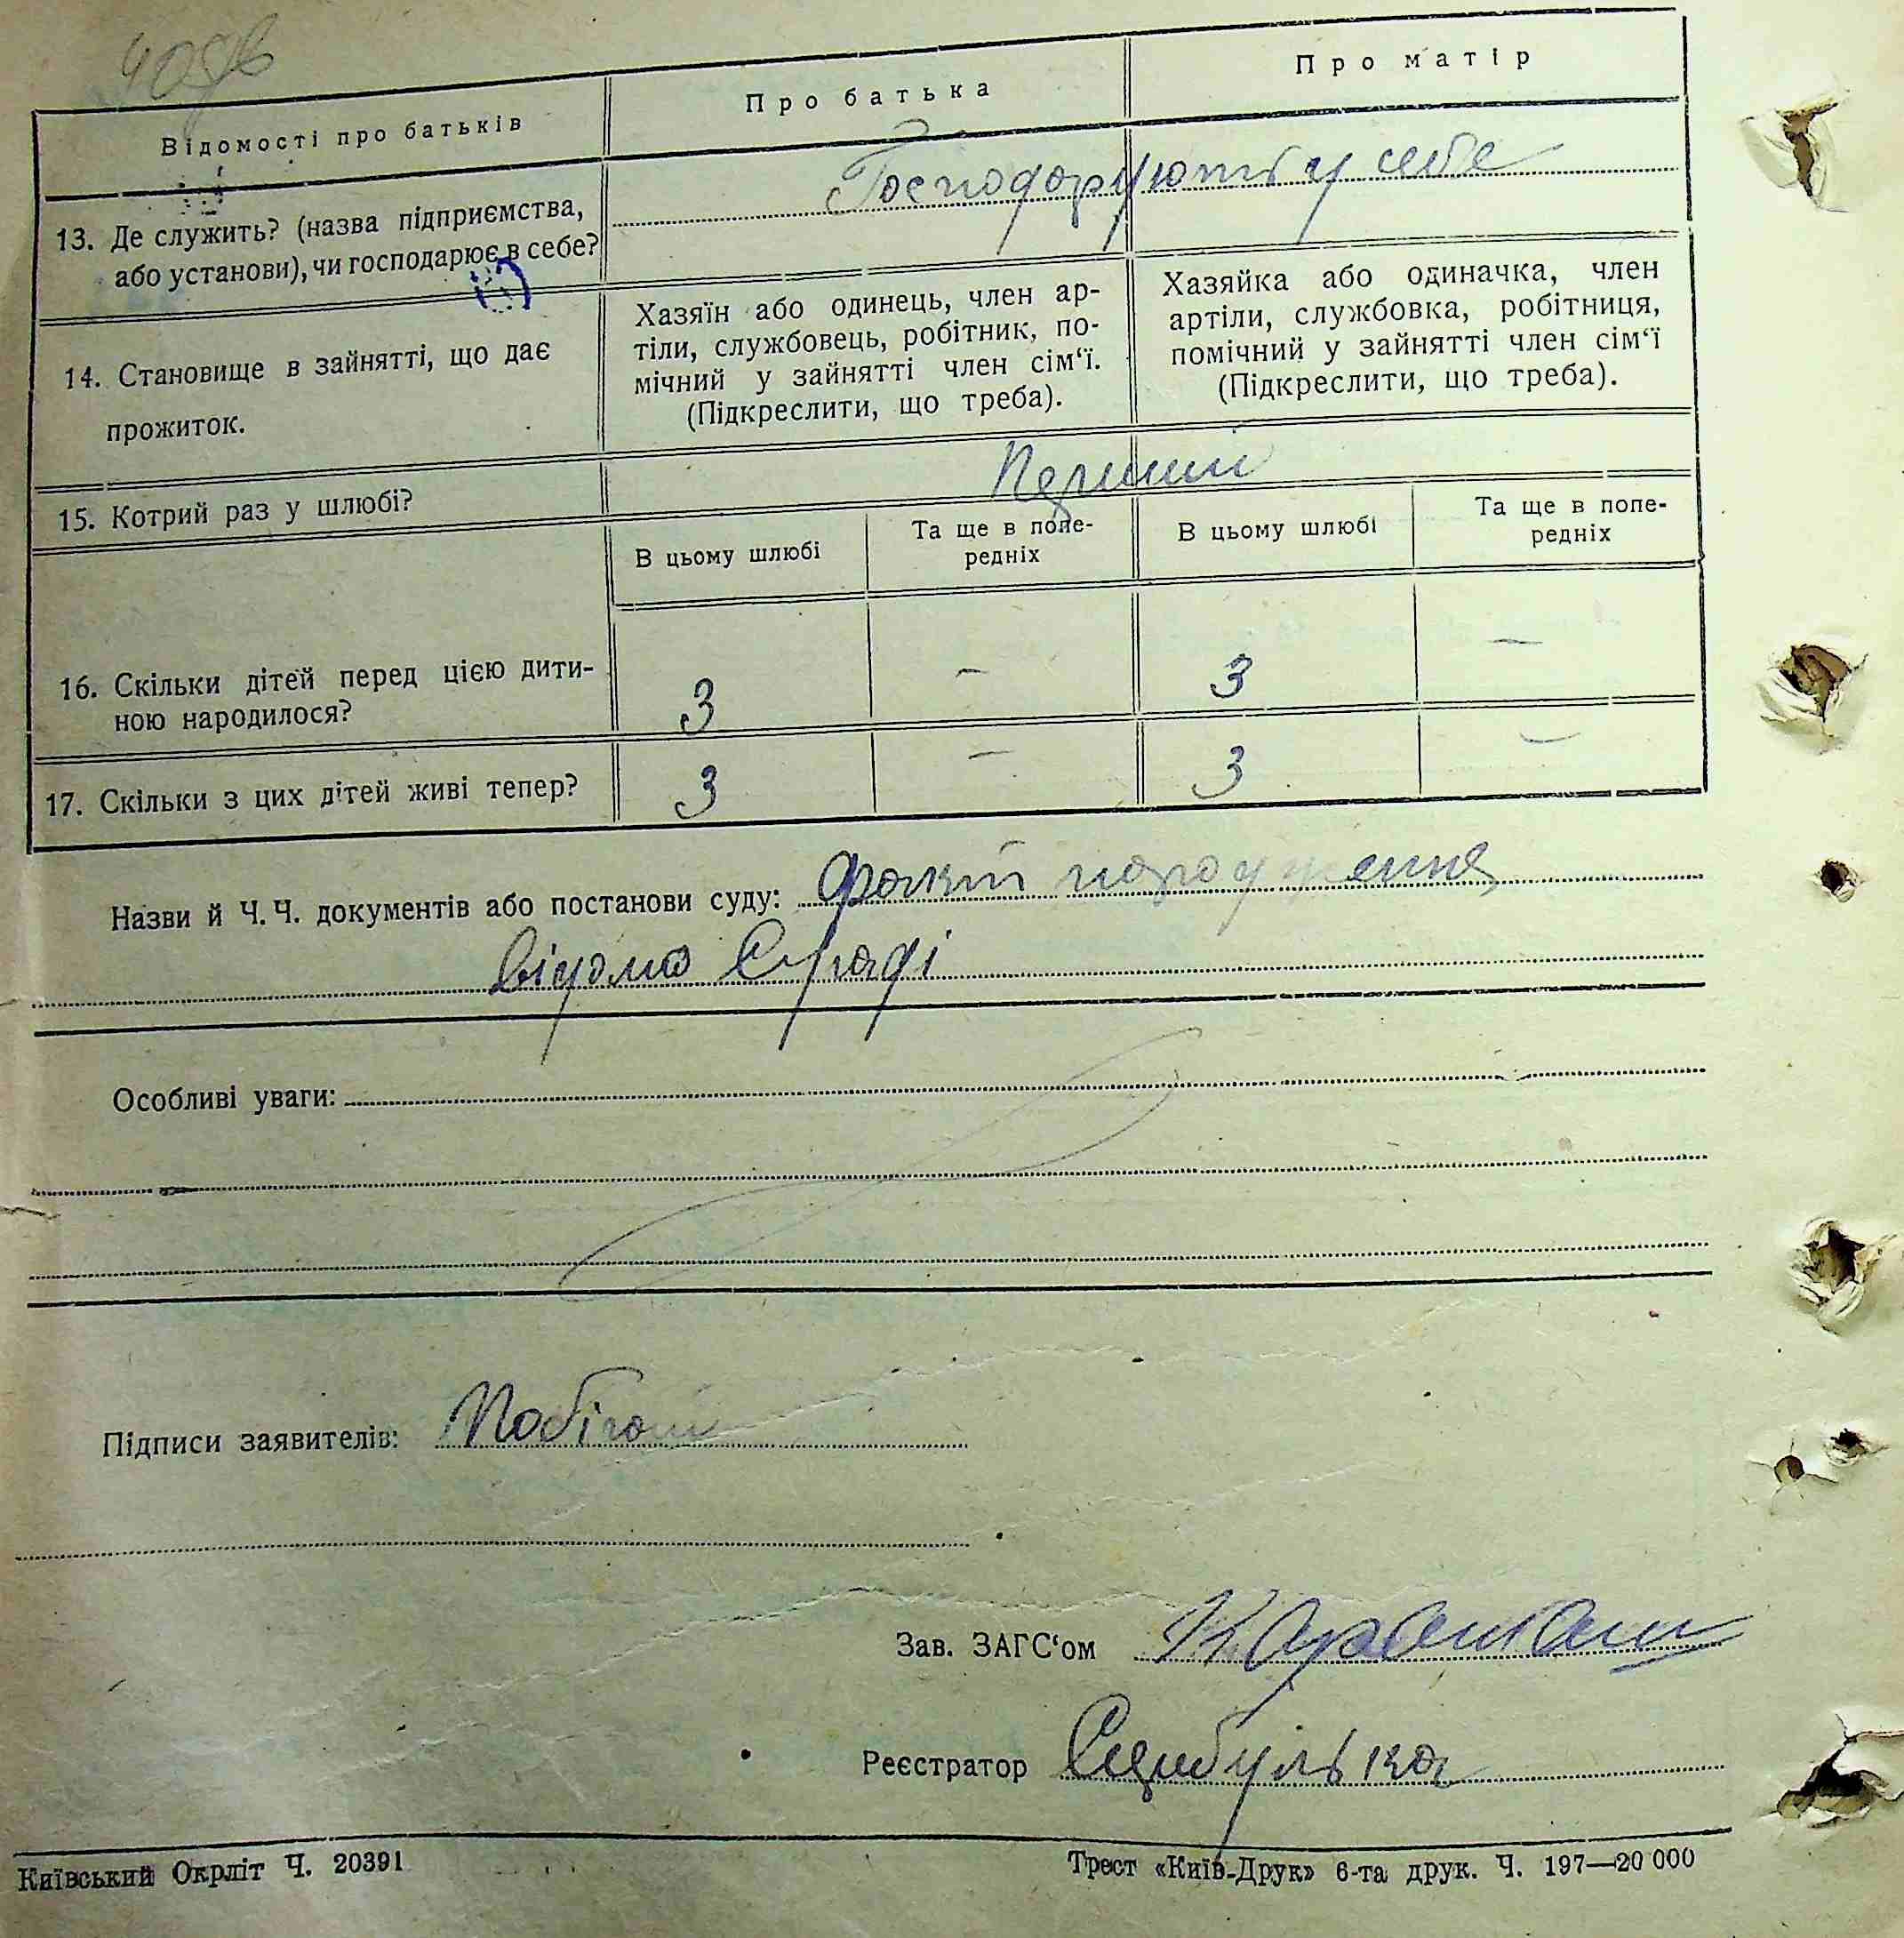 40зв
Відомості про батьків
Про батька
Про матір
13. Де служить? (назва підприємства,
або установи), чи господарює в себе?
Господорують у себе
14. Становище в зайнятті, що дає
прожиток.
Хазяїн або одинець, член ар-
тіли, службовець, робітник, по-
мічний у зайнятті член сім‘ї.
(Підкреслити, що треба).
Хазяйка або одиначка, член
артіли, службовка, робітниця,
помічний у зайнятті член сім‘ї
(Підкреслити, що треба).
15. Котрий раз у шлюбі?
Перший
В цьому шлюбі
Та ще в попе-
редніх
В цьому шлюбі
Та ще в попе-
редніх
16. Скільки дітей перед цією дити-
ною народилося?
3 – 3 –
17. Скільки з цих дітей живі тепер?
3 – 3 –
Назви й Ч. Ч. документів або постанови суду: Факт народження
відома С/раді
Особливі уваги:
Підписи заявителів:
Зав. ЗАГС‘ом
Реєстратор
Київський Окрліт Ч. 20391
Трест «Київ-Друк» 6-та друк. Ч. 197—20 000